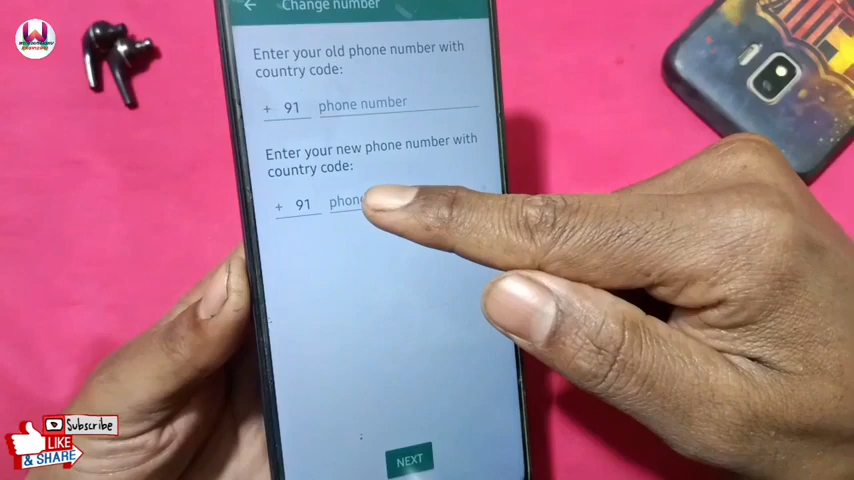 Change number
Enter your old phone number with
country code:
+ 91 phone number
Enter your new phone number with
country code:
+ 91
NEXT
Subscribe
LIKE
& SHARE